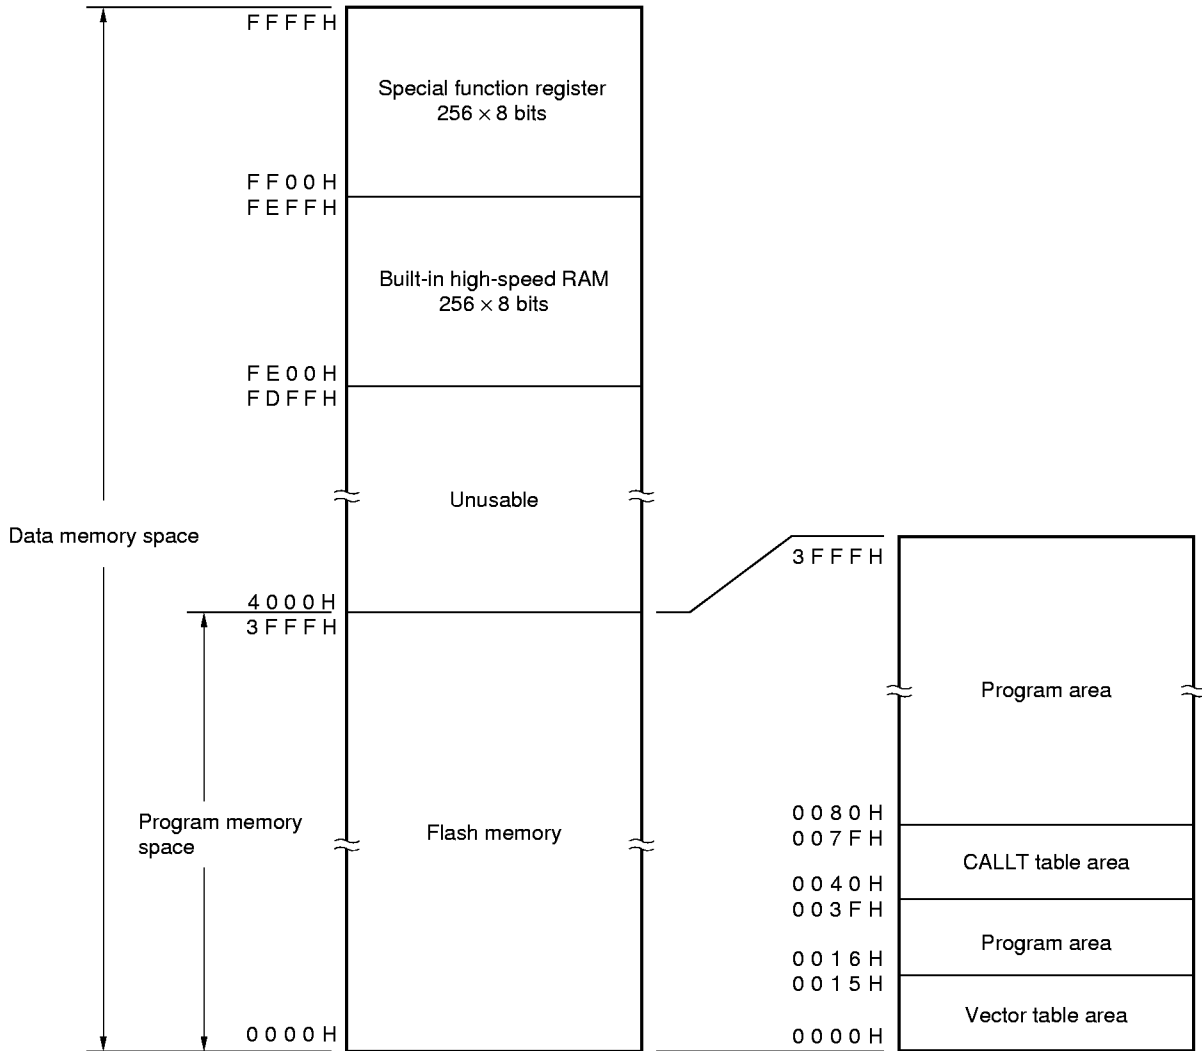 FFFFH
Special function register
256 × 8 bits
FF00H
FEFFH
Built-in high-speed RAM
256 × 8 bits
FE00H
FDFFH
Unusable
Data memory space
4000H
3FFFH
Program memory
space
Flash memory
0000H
3FFFH
Program area
0080H
007FH
CALLT table area
0040H
003FH
Program area
0016H
0015H
Vector table area
0000H